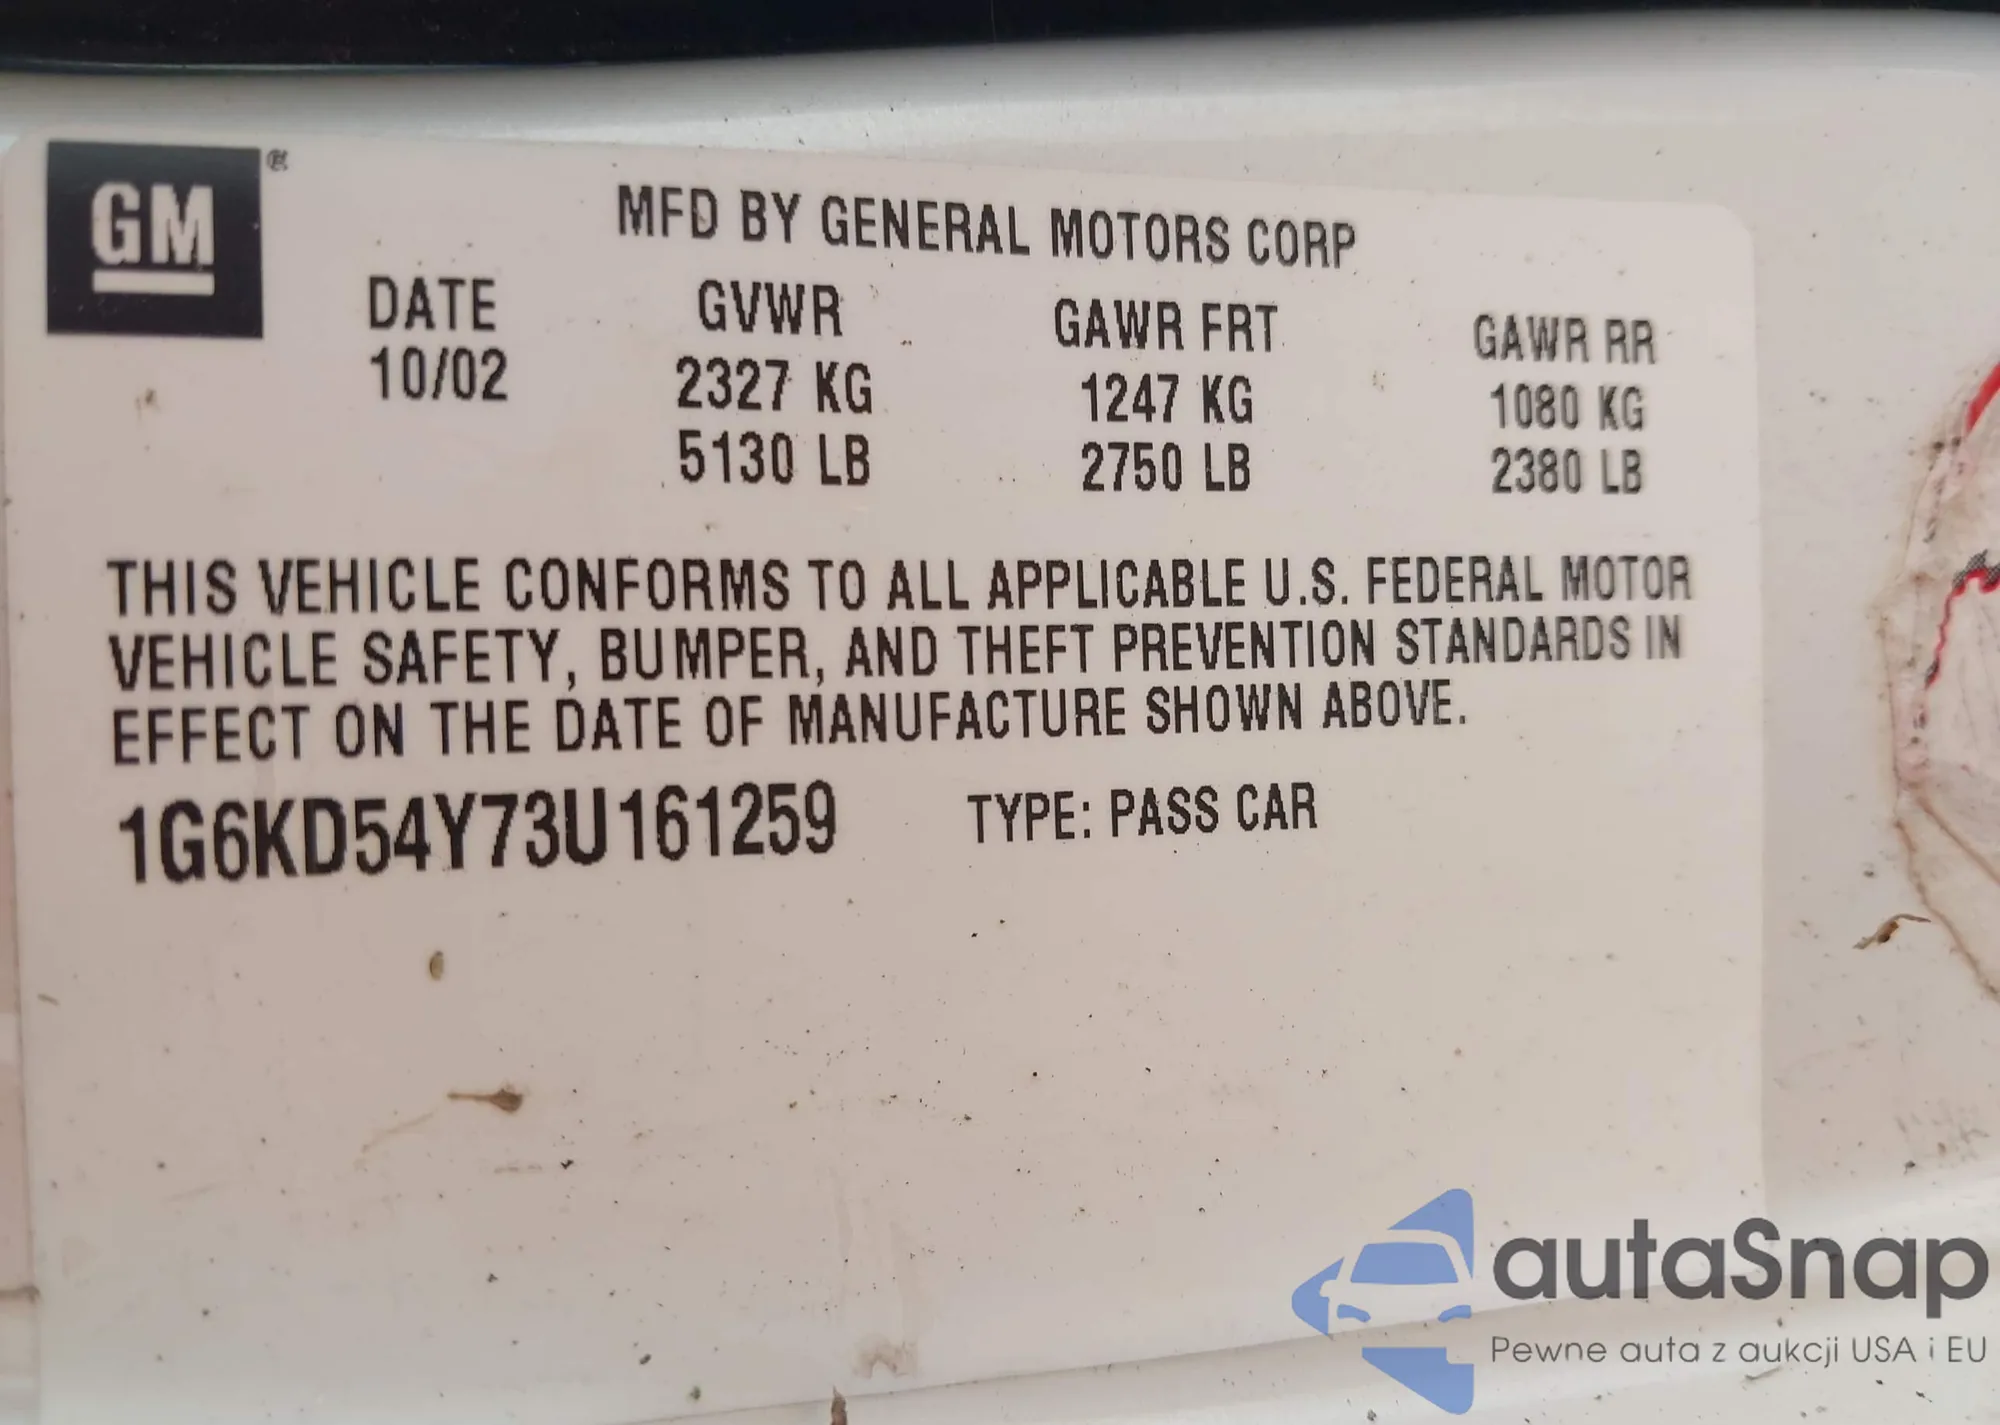 GM®
MFD BY GENERAL MOTORS CORP
DATE GVWR GAWR FRT GAWR RR
10/02 2327 KG 1247 KG 1080 KG
5130 LB 2750 LB 2380 LB
THIS VEHICLE CONFORMS TO ALL APPLICABLE U.S. FEDERAL MOTOR
VEHICLE SAFETY, BUMPER, AND THEFT PREVENTION STANDARDS IN
EFFECT ON THE DATE OF MANUFACTURE SHOWN ABOVE.
1G6KD54Y73U161259 TYPE: PASS CAR
autaSnap
Pewne auta z aukcji USA i EU